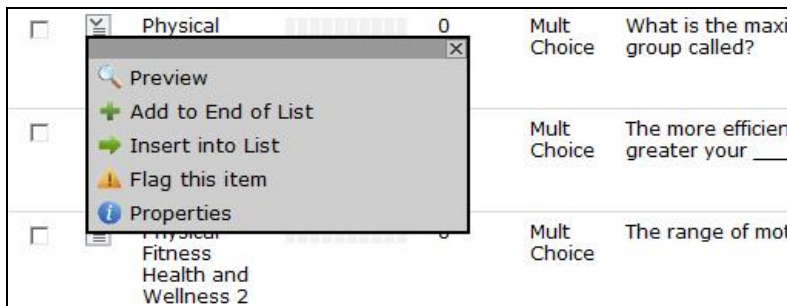 Physical 0 Mult What is the maxi
Choice group called?
Preview
Add to End of List
Insert into List
Flag this item
Properties
Mult The more efficien
Choice greater your ___
Physical Mult The range of mot
Fitness Choice
Health and
Wellness 2